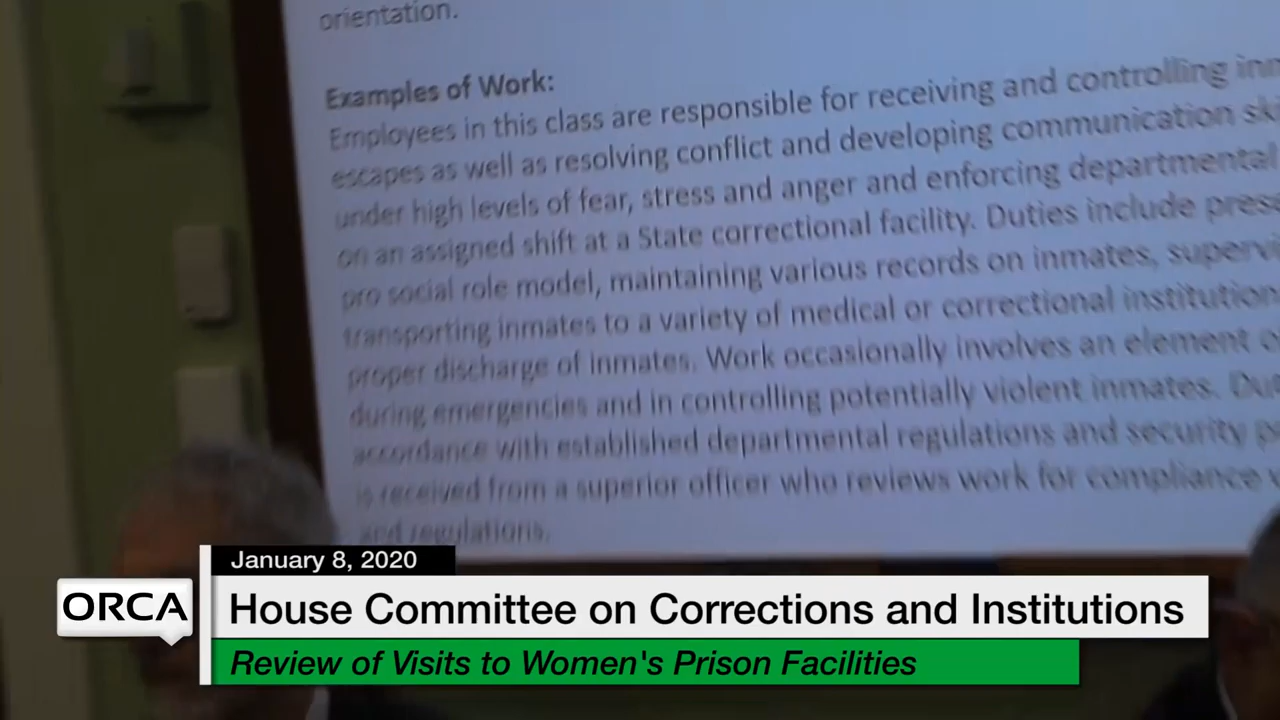 orientation.
Examples of Work:
Employees in this class are responsible for receiving and controlling
escapes as well as resolving conflict and developing communication
under high levels of fear, stress and anger and enforcing departmental
on an assigned shift at a State correctional facility. Duties include
pro social role model, maintaining various records on inmates,
transporting inmates to a variety of medical or correctional
proper discharge of inmates. Work occasionally involves an element
during emergencies and in controlling potentially violent inmates.
accordance with established departmental regulations and security
is received from a superior officer who reviews work for compliance
and regulations.
January 8, 2020
ORCA
House Committee on Corrections and Institutions
Review of Visits to Women's Prison Facilities